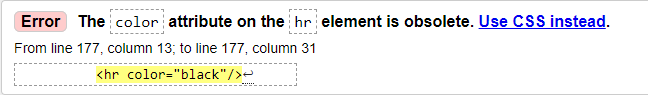 Error The color attribute on the hr element is obsolete. Use CSS instead.
From line 177, column 13; to line 177, column 31
<hr color="black"/>↩